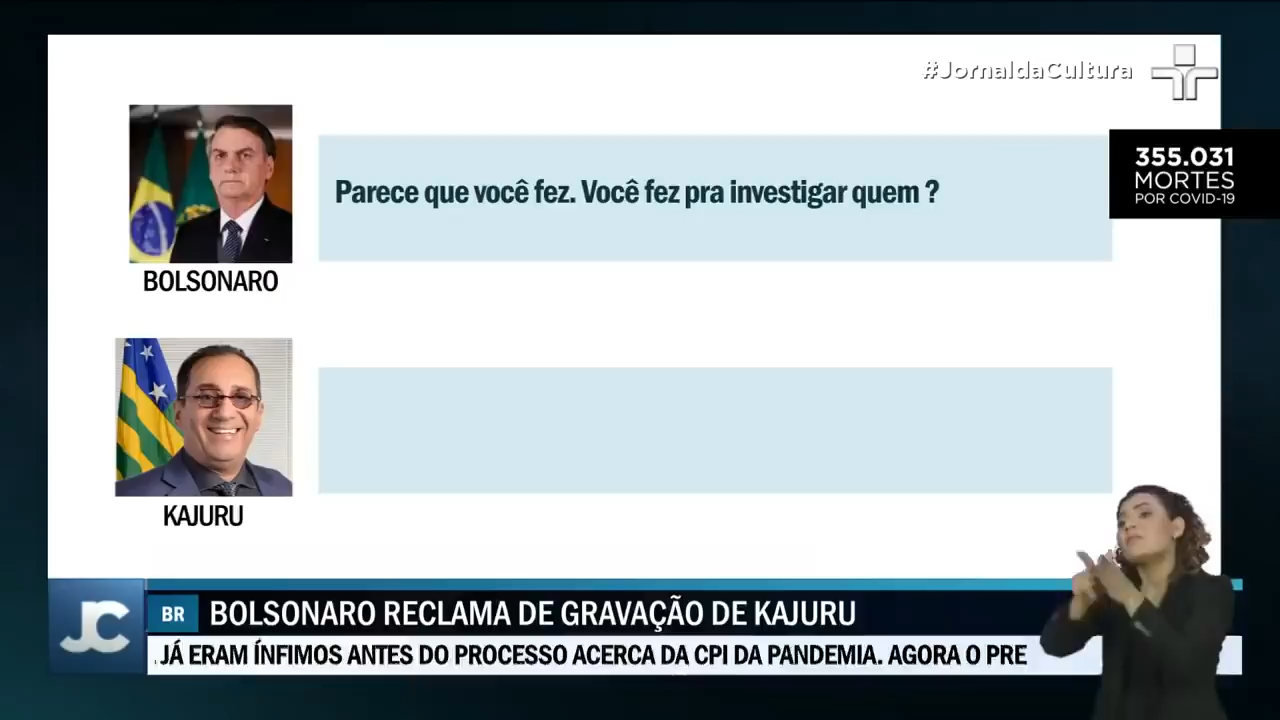 #JornaldaCultura
355.031
MORTES
POR COVID-19
Parece que você fez. Você fez pra investigar quem ?
BOLSONARO
KAJURU
JC
BR
BOLSONARO RECLAMA DE GRAVAÇÃO DE KAJURU
. JÁ ERAM ÍNFIMOS ANTES DO PROCESSO ACERCA DA CPI DA PANDEMIA. AGORA O PRE